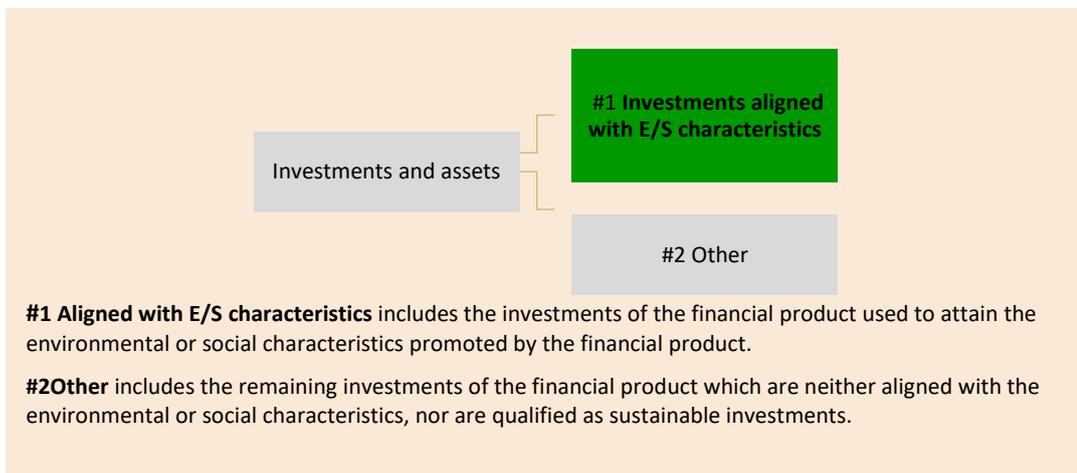 #1 Investments aligned
with E/S characteristics
Investments and assets
#2 Other
#1 Aligned with E/S characteristics includes the investments of the financial product used to attain the
environmental or social characteristics promoted by the financial product.
#2Other includes the remaining investments of the financial product which are neither aligned with the
environmental or social characteristics, nor are qualified as sustainable investments.